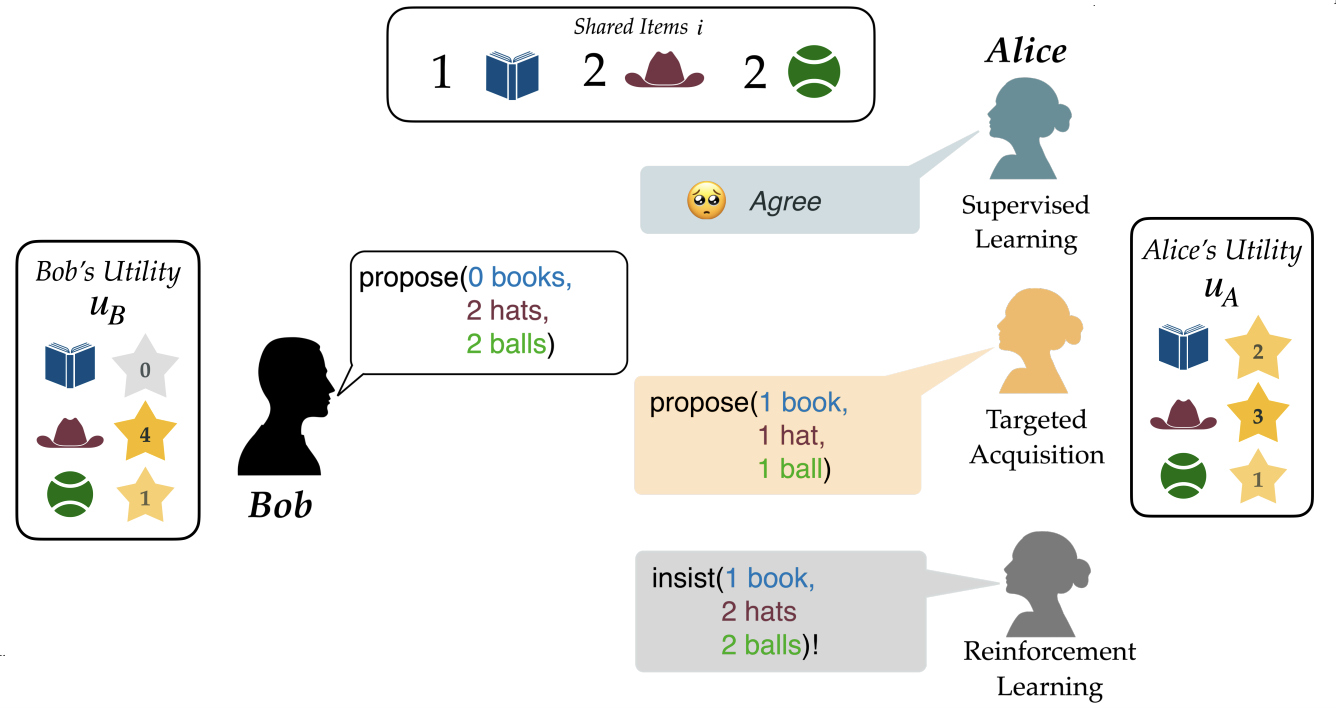 Shared Items i
1 2 2
Alice
Agree
Supervised
Learning
Bob's Utility
u_B
0
4
1
propose(0 books,
2 hats,
2 balls)
Bob
propose(1 book,
1 hat,
1 ball)
Targeted
Acquisition
Alice's Utility
u_A
2
3
1
insist(1 book,
2 hats
2 balls)!
Reinforcement
Learning